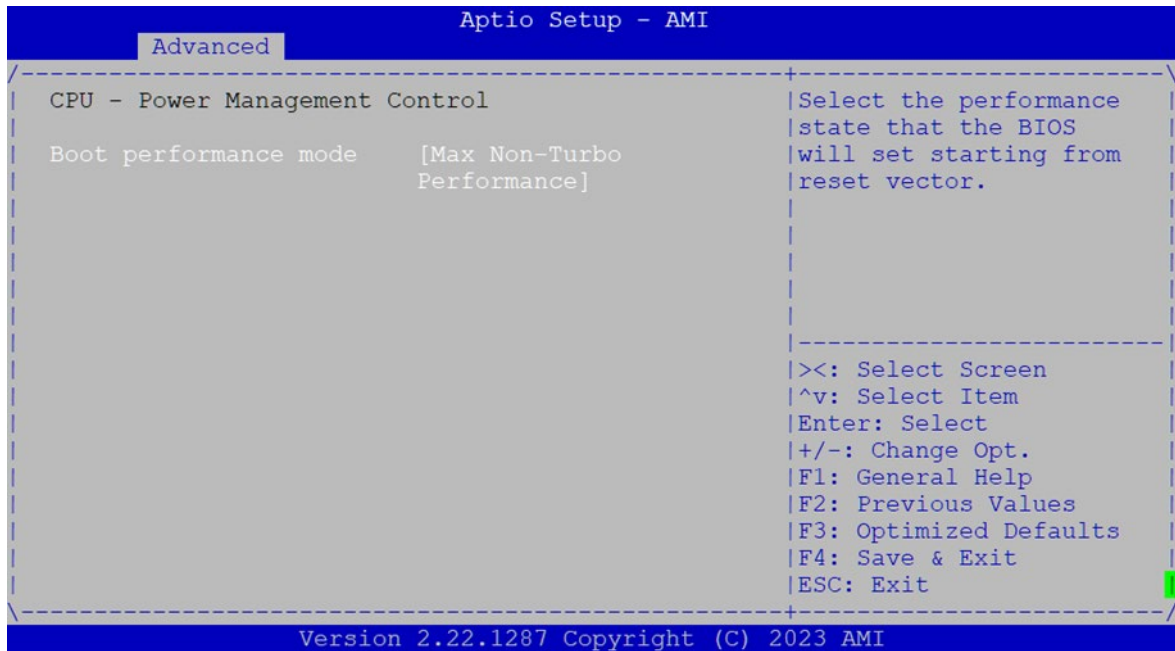 Aptio Setup - AMI
Advanced
CPU - Power Management Control
Boot performance mode [Max Non-Turbo
Performance]
Select the performance
state that the BIOS
will set starting from
reset vector.
><: Select Screen
^v: Select Item
Enter: Select
+/-: Change Opt.
F1: General Help
F2: Previous Values
F3: Optimized Defaults
F4: Save & Exit
ESC: Exit
Version 2.22.1287 Copyright (C) 2023 AMI